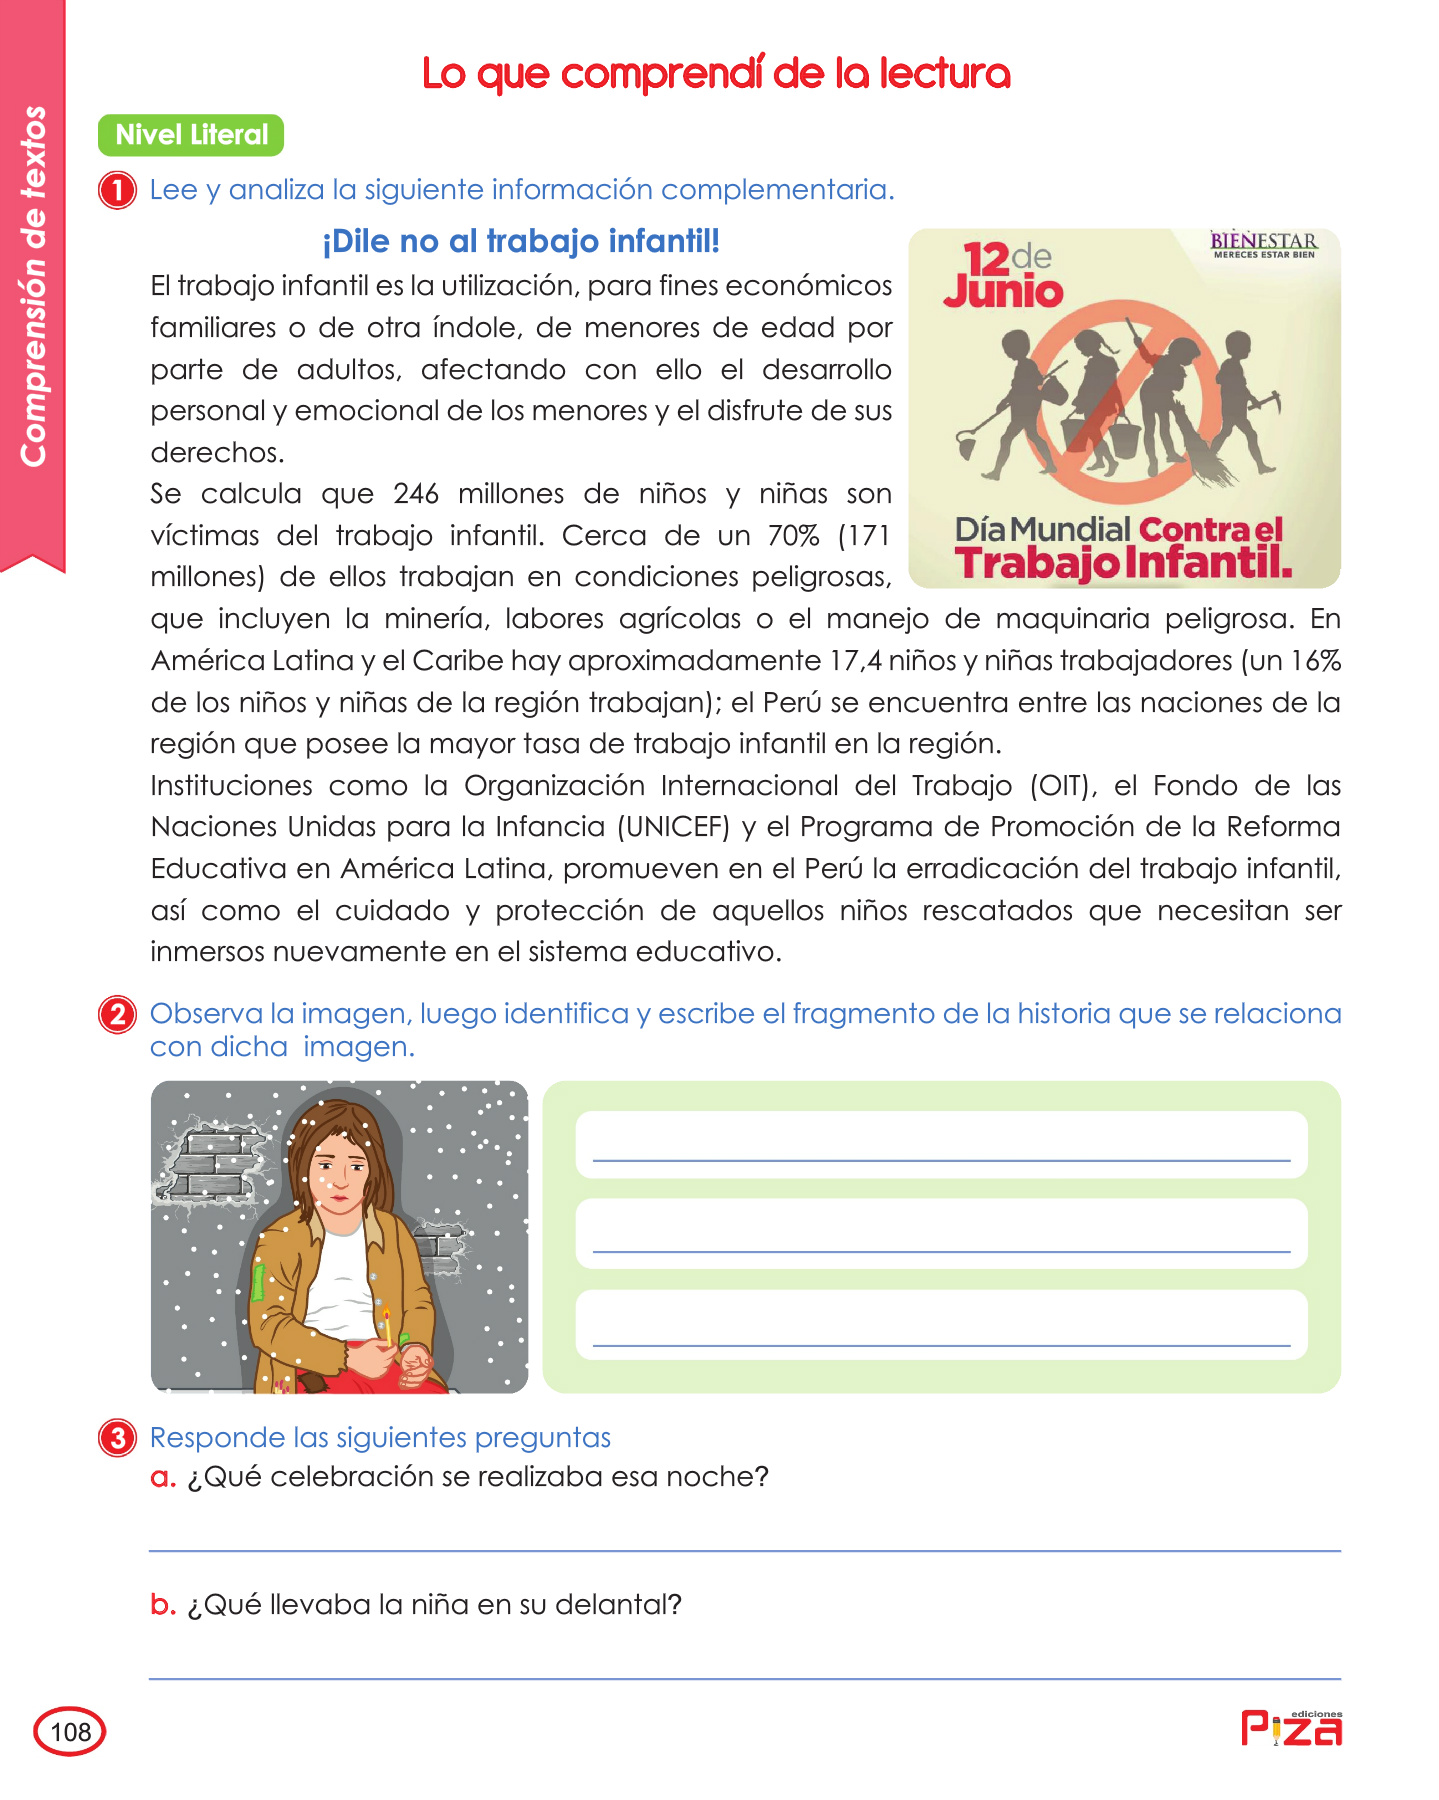 Comprensión de textos
Lo que comprendí de la lectura
Nivel Literal
1 Lee y analiza la siguiente información complementaria.
¡Dile no al trabajo infantil!
El trabajo infantil es la utilización, para fines económicos
familiares o de otra índole, de menores de edad por
parte de adultos, afectando con ello el desarrollo
personal y emocional de los menores y el disfrute de sus
derechos.
Se calcula que 246 millones de niños y niñas son
víctimas del trabajo infantil. Cerca de un 70% (171
millones) de ellos trabajan en condiciones peligrosas,
que incluyen la minería, labores agrícolas o el manejo de maquinaria peligrosa. En
América Latina y el Caribe hay aproximadamente 17,4 niños y niñas trabajadores (un 16%
de los niños y niñas de la región trabajan); el Perú se encuentra entre las naciones de la
región que posee la mayor tasa de trabajo infantil en la región.
Instituciones como la Organización Internacional del Trabajo (OIT), el Fondo de las
Naciones Unidas para la Infancia (UNICEF) y el Programa de Promoción de la Reforma
Educativa en América Latina, promueven en el Perú la erradicación del trabajo infantil,
así como el cuidado y protección de aquellos niños rescatados que necesitan ser
inmersos nuevamente en el sistema educativo.
12 de
Junio
BIENESTAR
MERECES ESTAR BIEN
Día Mundial Contra el
Trabajo Infantil.
2 Observa la imagen, luego identifica y escribe el fragmento de la historia que se relaciona
con dicha imagen.
3 Responde las siguientes preguntas
a. ¿Qué celebración se realizaba esa noche?
b. ¿Qué llevaba la niña en su delantal?
108
ediciones
Piza